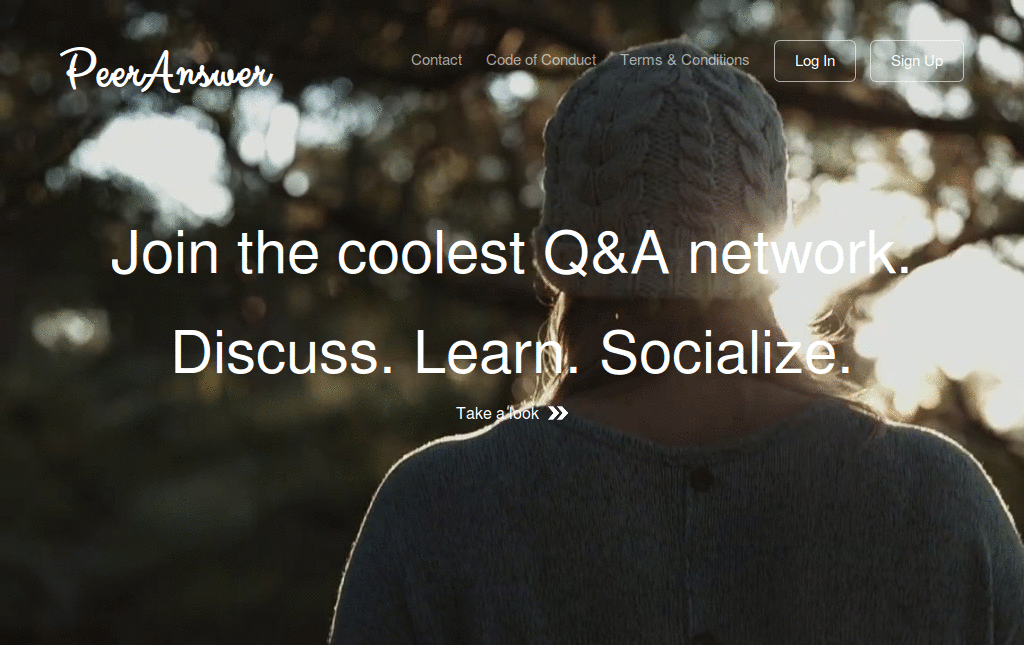 PeerAnswer
Contact
Code of Conduct
Terms & Conditions
Log In
Sign Up
Join the coolest Q&A network.
Discuss. Learn. Socialize.
Take a look